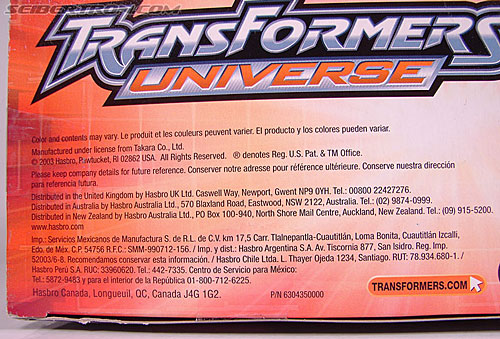 SEIBERTRON.COM
TRANSFORMERS
UNIVERSE
Color and contents may vary. Le produit et les couleurs peuvent varier. El producto y los colores pueden variar.
Manufactured under license from Takara Co., Ltd.
© 2003 Hasbro, Pawtucket, RI 02862 USA. All Rights Reserved. ® denotes Reg. U.S. Pat. & TM Office.
Please keep company details for future reference. Conserver notre adresse pour référence ultérieure. Conserve nuestra dirección
para referencia futura.
Distributed in the United Kingdom by Hasbro UK Ltd. Caswell Way, Newport, Gwent NP9 0YH. Tel.: 00800 22427276.
Distributed in Australia by Hasbro Australia Ltd., 570 Blaxland Road, Eastwood, NSW 2122, Australia. Tel.: (02) 9874-0999.
Distributed in New Zealand by Hasbro Australia Ltd., PO Box 100-940, North Shore Mail Centre, Auckland, New Zealand. Tel.: (09) 915-5200.
www.hasbro.com
Imp.: Servicios Mexicanos de Manufactura S. de R.L. de C.V. km 17,5 Carr. Tlalnepantla-Cuautitlán, Loma Bonita, Cuautitlán Izcalli,
Edo. de Méx. C.P. 54756 R.F.C.: SMM-990712-156. / Imp. y dist.: Hasbro Argentina S.A. Av. Tiscornia 877, San Isidro. Reg. Imp.
52003/6-8. Recomendamos conservar esta información. / Hasbro Chile Ltda. L. Thayer Ojeda 1234, Santiago. RUT: 78.934.680-1. /
Hasbro Perú S.A. RUC: 33960620. Tel.: 442-7335. Centro de Servicio para México:
Tel.: 5872-9483 y para el interior de la República 01-800-712-6225.
Hasbro Canada, Longueuil, QC, Canada J4G 1G2. P/N 6304350000
TRANSFORMERS.COM